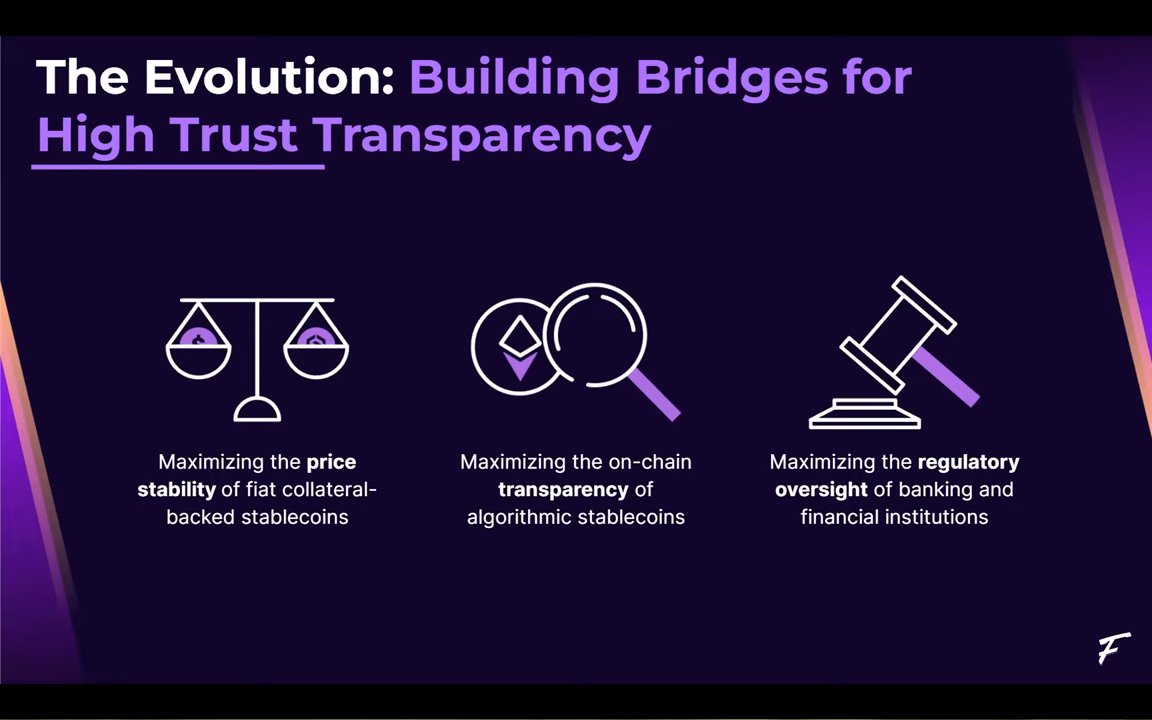 The Evolution: Building Bridges for
High Trust Transparency
Maximizing the price
stability of fiat collateral-
backed stablecoins
Maximizing the on-chain
transparency of
algorithmic stablecoins
Maximizing the regulatory
oversight of banking and
financial institutions
F